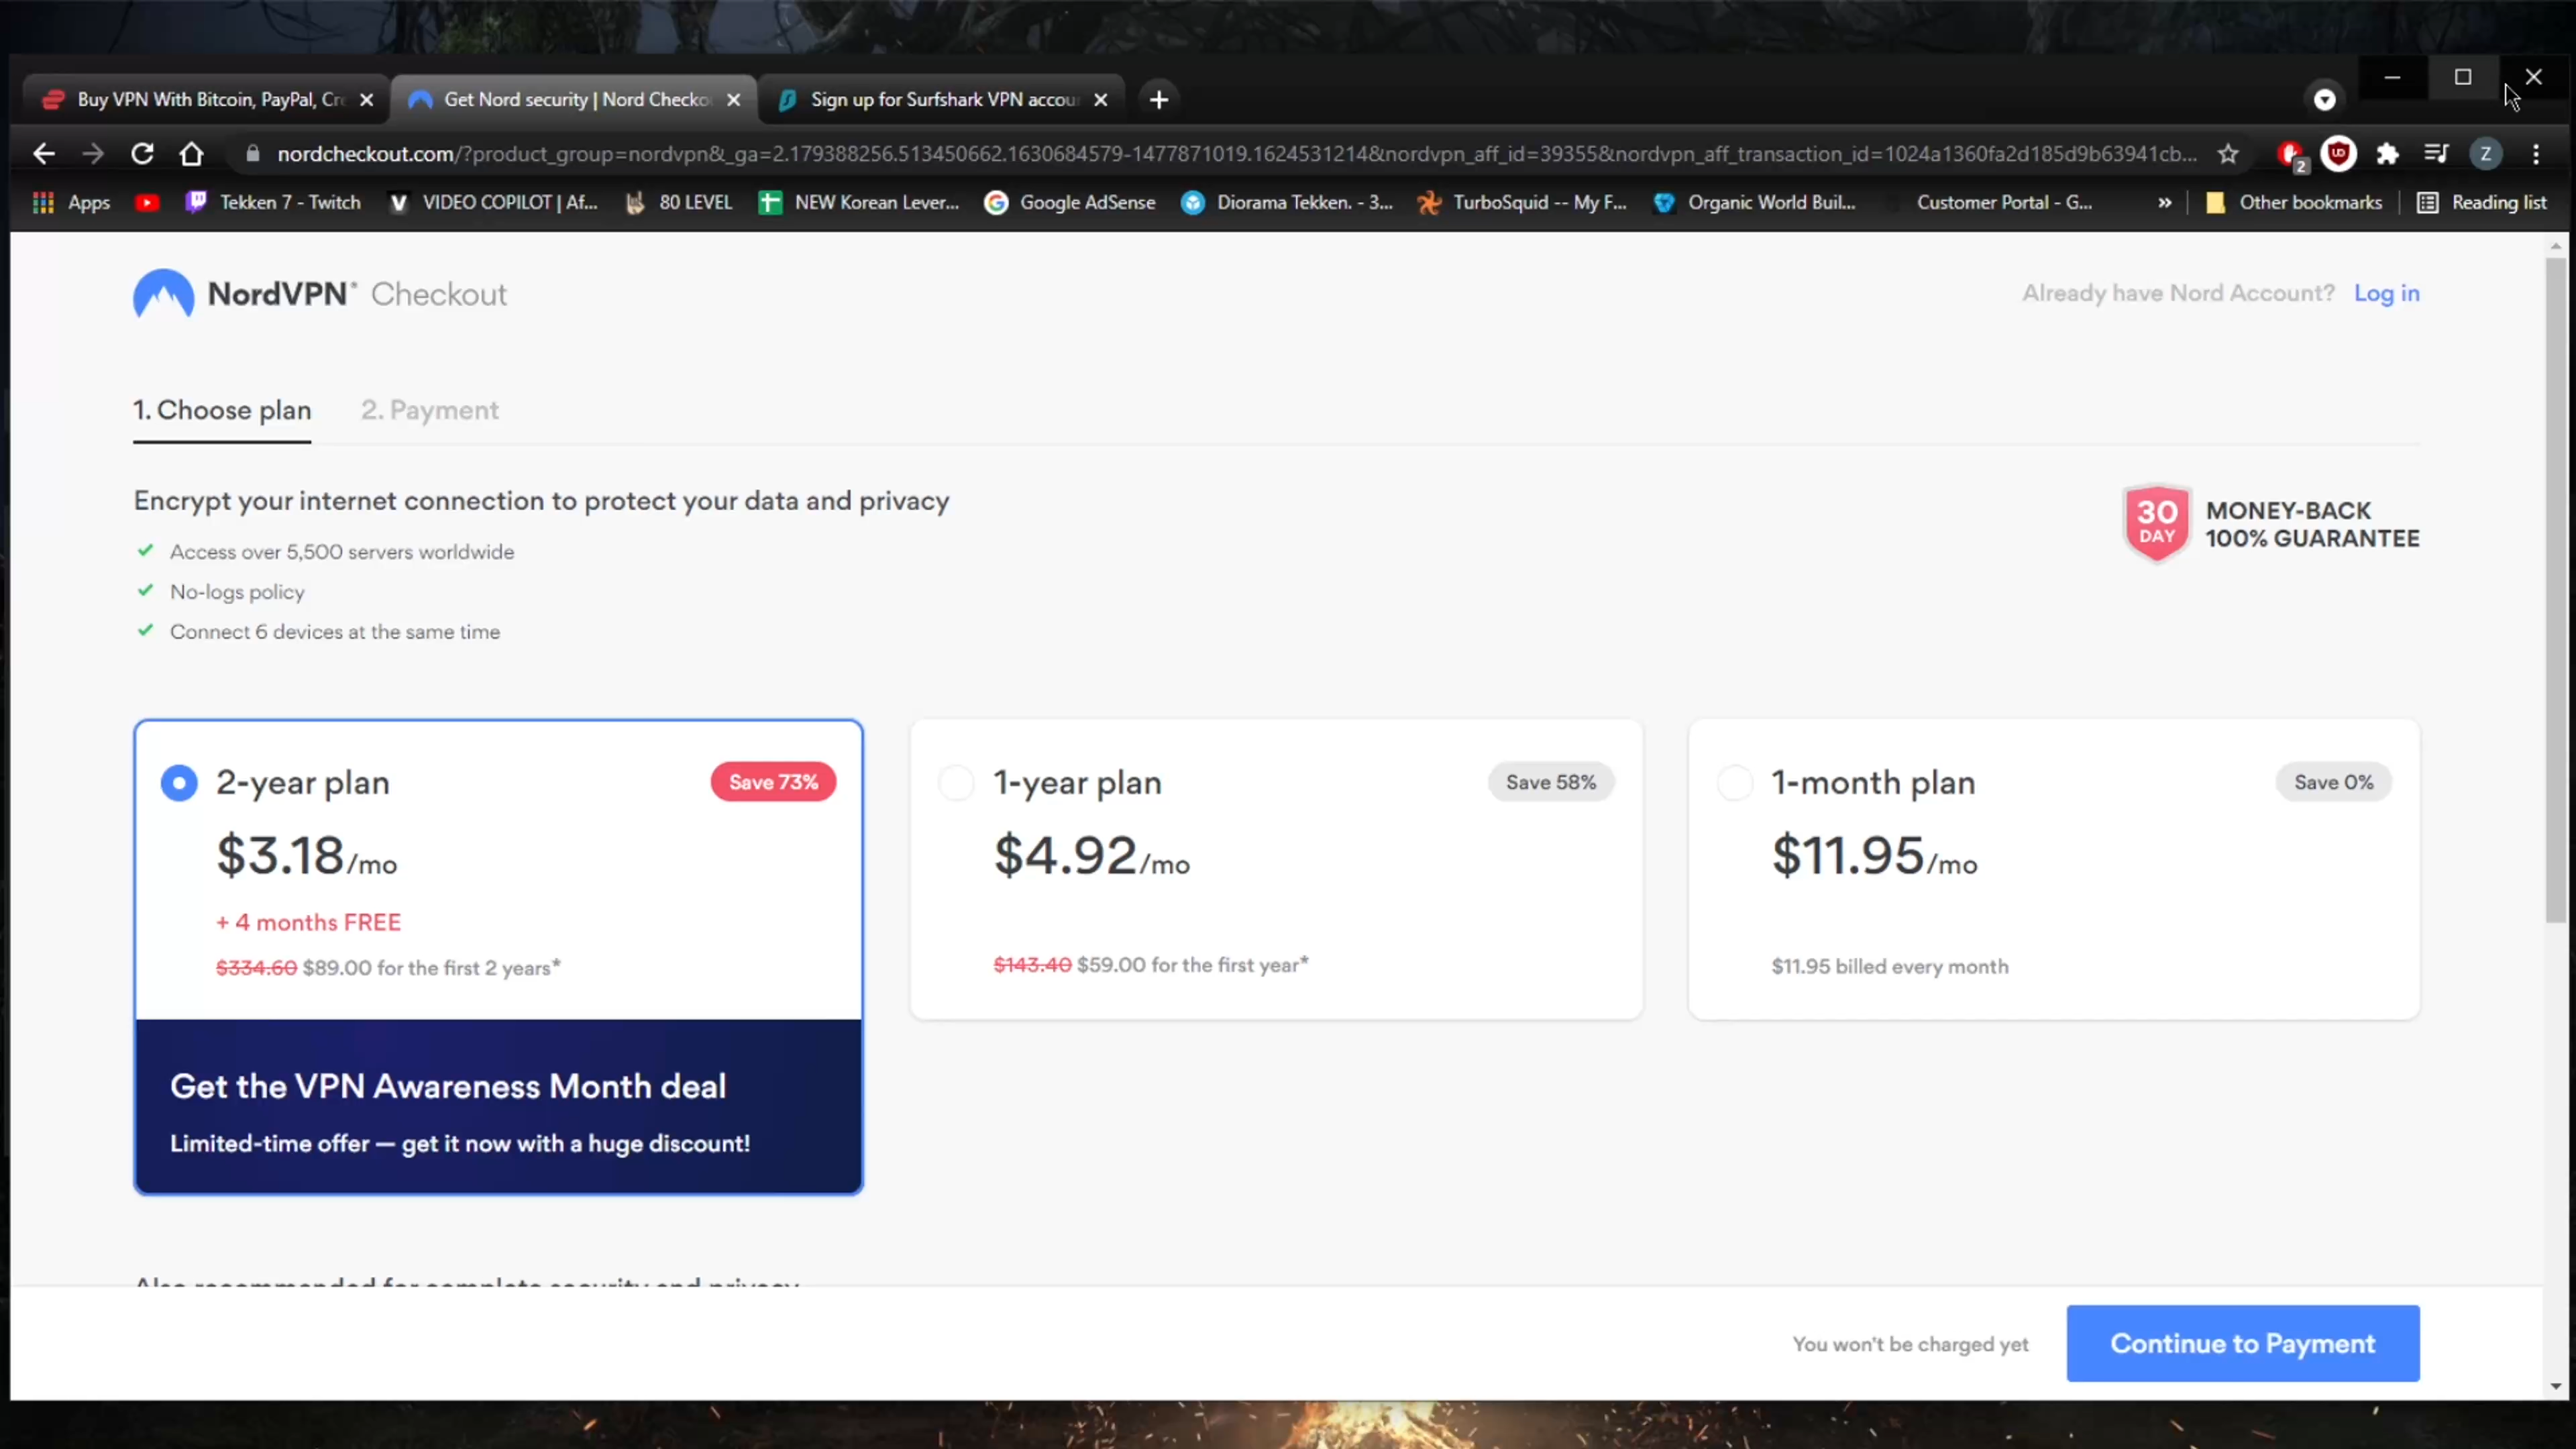 Buy VPN With Bitcoin, PayPal, Cre
Get Nord security | Nord Checko
Sign up for Surfshark VPN accou
nordcheckout.com/?product_group=nordvpn&_ga=2.179388256.513450662.1630684579-1477871019.1624531214&nordvpn_aff_id=39355&nordvpn_aff_transaction_id=1024a1360fa2d185d9b63941cb...
2
Z
Apps
Tekken 7 - Twitch
VIDEO COPILOT | Af...
80 LEVEL
NEW Korean Lever...
Google AdSense
Diorama Tekken. - 3...
TurboSquid -- My F...
Organic World Buil...
Customer Portal - G...
»
Other bookmarks
Reading list
NordVPN® Checkout
Already have Nord Account? Log in
1. Choose plan
2. Payment
Encrypt your internet connection to protect your data and privacy
Access over 5,500 servers worldwide
No-logs policy
Connect 6 devices at the same time
30 DAY
MONEY-BACK
100% GUARANTEE
2-year plan
Save 73%
$3.18/mo
+ 4 months FREE
$334.60 $89.00 for the first 2 years*
Get the VPN Awareness Month deal
Limited-time offer — get it now with a huge discount!
1-year plan
Save 58%
$4.92/mo
$143.40 $59.00 for the first year*
1-month plan
Save 0%
$11.95/mo
$11.95 billed every month
Also recommended for complete security and privacy
You won't be charged yet
Continue to Payment